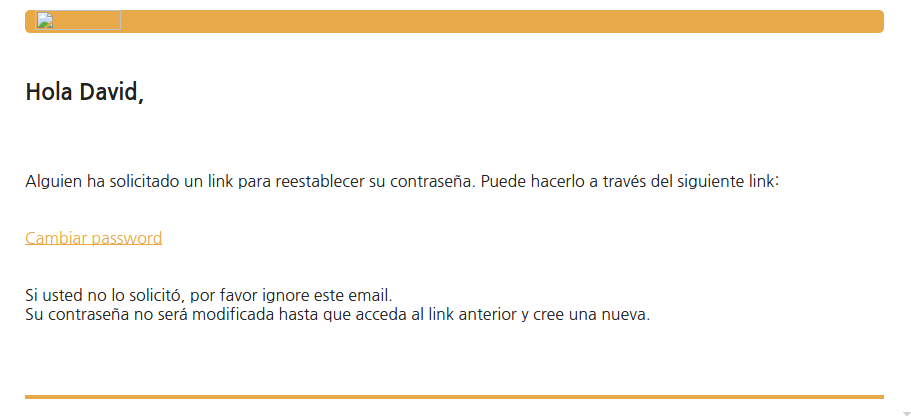 Hola David,
Alguien ha solicitado un link para reestablecer su contraseña. Puede hacerlo a través del siguiente link:
Cambiar password
Si usted no lo solicitó, por favor ignore este email.
Su contraseña no será modificada hasta que acceda al link anterior y cree una nueva.